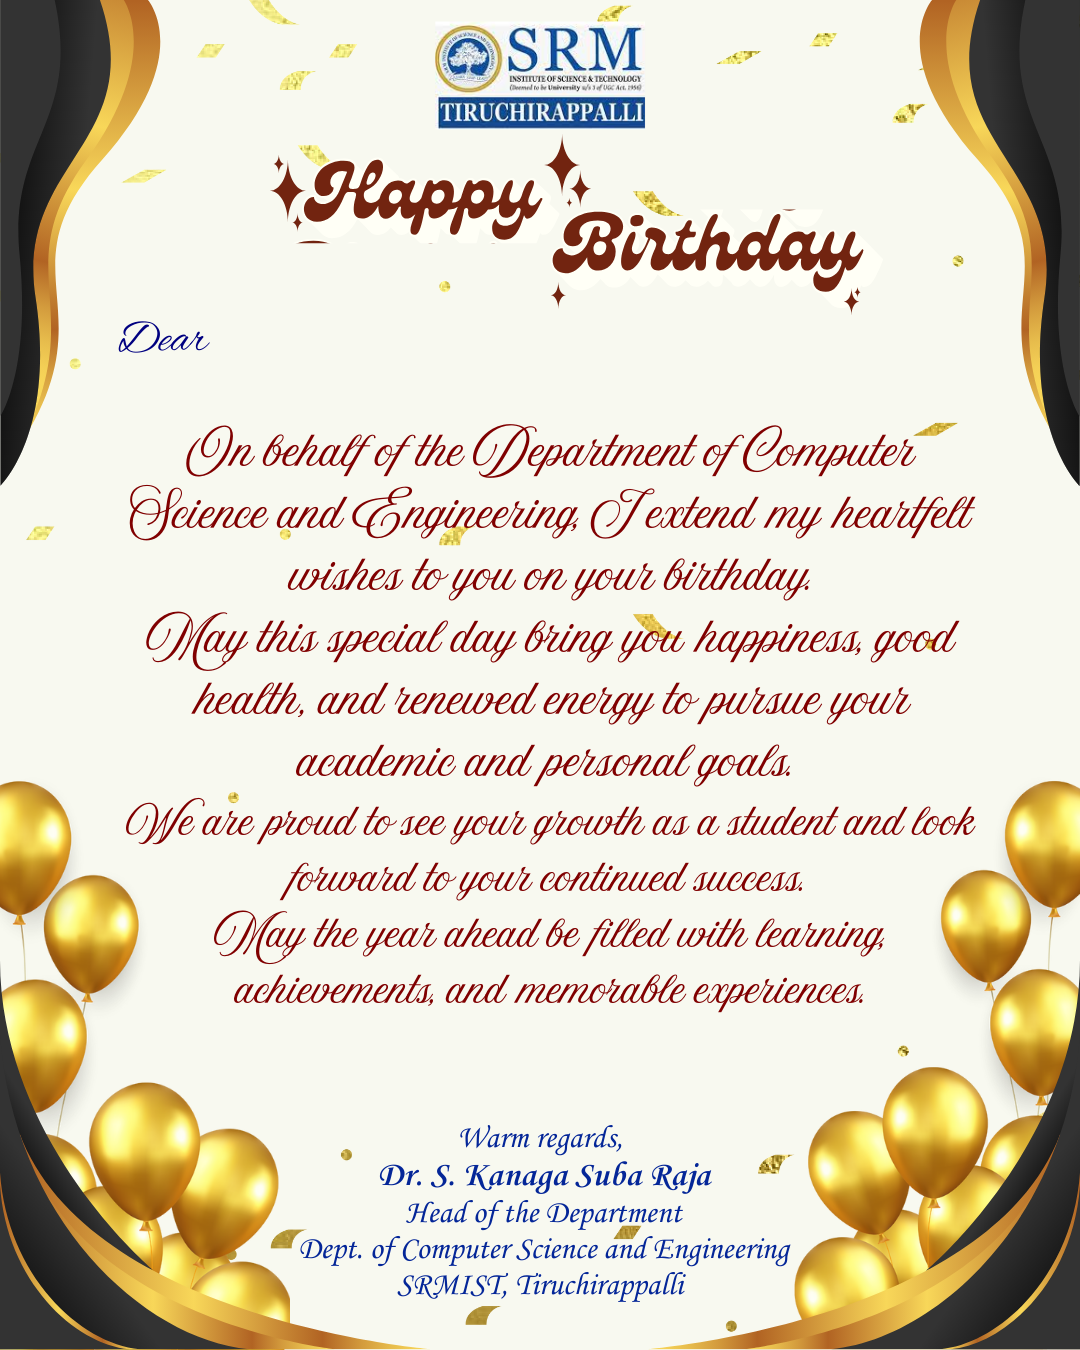 SRM
INSTITUTE OF SCIENCE & TECHNOLOGY
(Deemed to be University u/s 3 of UGC Act, 1956)
TIRUCHIRAPPALLI
Happy
Birthday
Dear
On behalf of the Department of Computer
Science and Engineering, I extend my heartfelt
wishes to you on your birthday.
May this special day bring you happiness, good
health, and renewed energy to pursue your
academic and personal goals.
We are proud to see your growth as a student and look
forward to your continued success.
May the year ahead be filled with learning,
achievements, and memorable experiences.
Warm regards,
Dr. S. Kanaga Suba Raja
Head of the Department
Dept. of Computer Science and Engineering
SRMIST, Tiruchirappalli